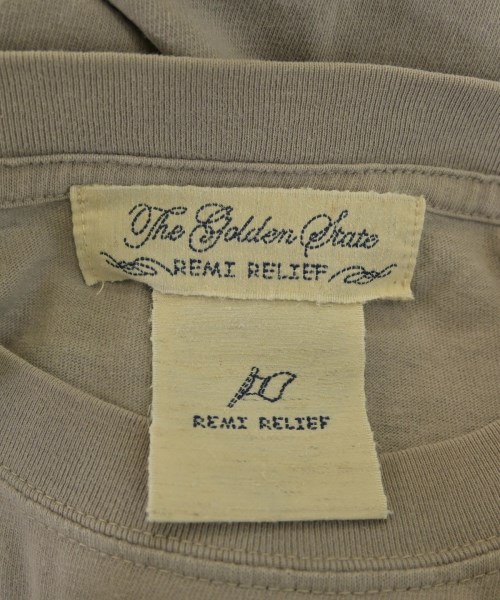 The Golden State
REMI RELIEF
REMI RELIEF